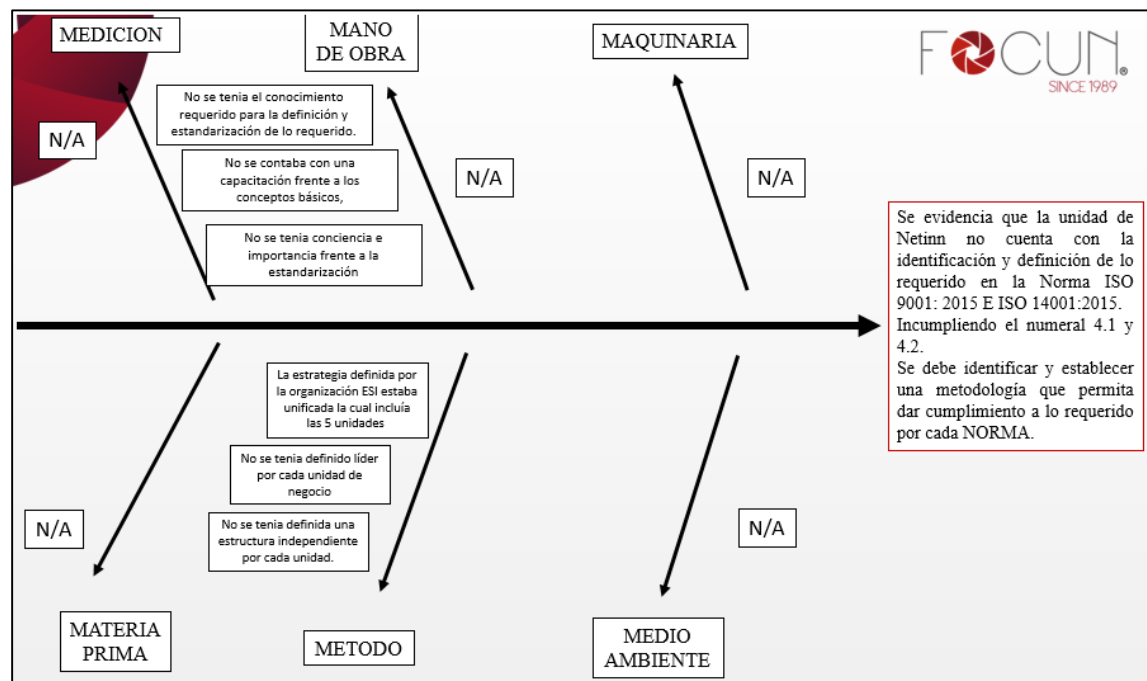 MEDICION
MANO
DE OBRA
MAQUINARIA
FOCUN®
SINCE 1989
No se tenia el conocimiento
requerido para la definición y
estandarización de lo requerido.
N/A
No se contaba con una
capacitación frente a los
conceptos básicos,
N/A
N/A
No se tenia conciencia e
importancia frente a la
estandarización
Se evidencia que la unidad de
Netinn no cuenta con la
identificación y definición de lo
requerido en la Norma ISO
9001: 2015 E ISO 14001:2015.
Incumpliendo el numeral 4.1 y
4.2.
Se debe identificar y establecer
una metodología que permita
dar cumplimiento a lo requerido
por cada NORMA.
La estrategia definida por
la organización ESI estaba
unificada la cual incluía
las 5 unidades
No se tenia definido líder
por cada unidad de
negocio
N/A
No se tenia definida una
estructura independiente
por cada unidad.
N/A
MATERIA
PRIMA
METODO
MEDIO
AMBIENTE